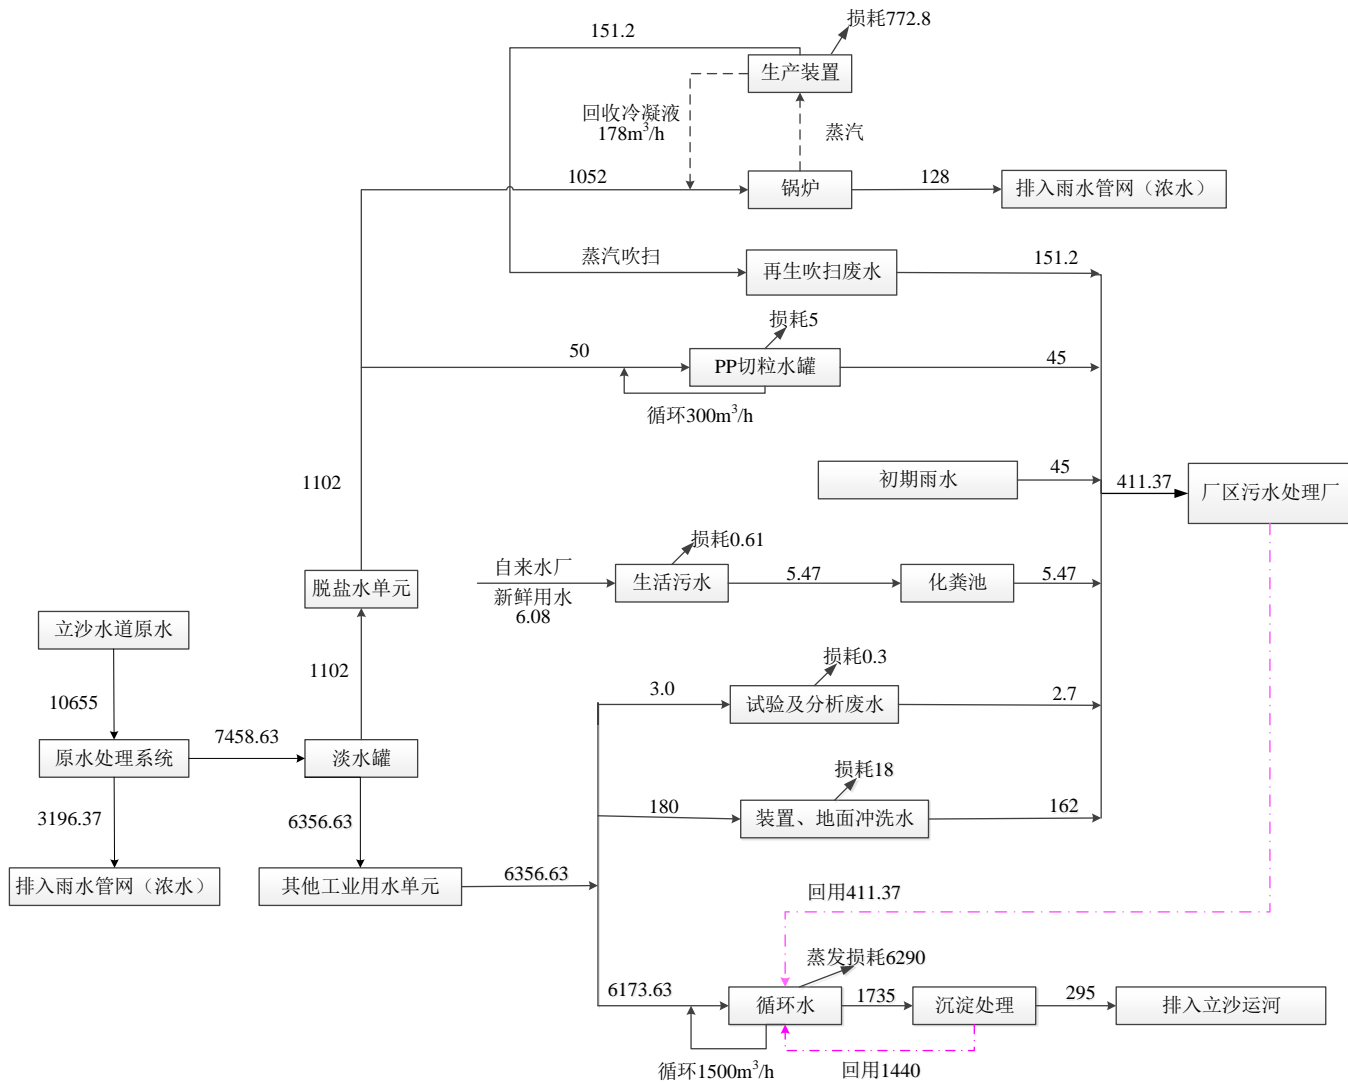 151.2
损耗772.8
生产装置
回收冷凝液
178m³/h
蒸汽
1052
锅炉
128
排入雨水管网（浓水）
蒸汽吹扫
再生吹扫废水
151.2
损耗5
50
PP切粒水罐
45
循环300m³/h
1102
初期雨水
45
411.37
厂区污水处理厂
损耗0.61
自来水厂
新鲜用水
6.08
生活污水
5.47
化粪池
5.47
脱盐水单元
立沙水道原水
1102
损耗0.3
10655
3.0
试验及分析废水
2.7
7458.63
原水处理系统
淡水罐
损耗18
3196.37
6356.63
180
装置、地面冲洗水
162
排入雨水管网（浓水）
其他工业用水单元
6356.63
回用411.37
蒸发损耗6290
6173.63
循环水
1735
沉淀处理
295
排入立沙运河
循环1500m³/h
回用1440